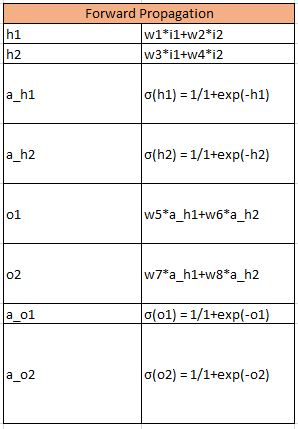 Forward Propagation
h1 w1*i1+w2*i2
h2 w3*i1+w4*i2
a_h1 σ(h1) = 1/1+exp(-h1)
a_h2 σ(h2) = 1/1+exp(-h2)
o1 w5*a_h1+w6*a_h2
o2 w7*a_h1+w8*a_h2
a_o1 σ(o1) = 1/1+exp(-o1)
a_o2 σ(o2) = 1/1+exp(-o2)